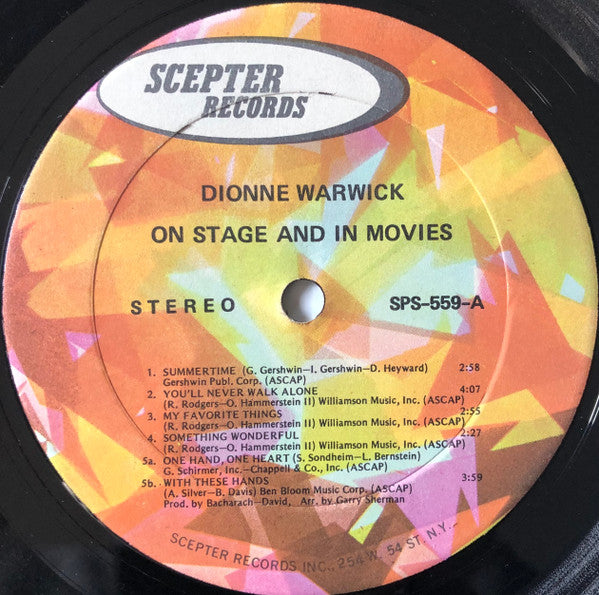 SCEPTER
RECORDS
DIONNE WARWICK
ON STAGE AND IN MOVIES
STEREO SPS-559-A
1. SUMMERTIME (G. Gershwin—I. Gershwin—D. Heyward) 2:58
Gershwin Publ. Corp. (ASCAP)
2. YOU'LL NEVER WALK ALONE 4:07
(R. Rodgers—O. Hammerstein II) Williamson Music, Inc. (ASCAP)
3. MY FAVORITE THINGS 2:55
(R. Rodgers—O. Hammerstein II) Williamson Music, Inc. (ASCAP)
4. SOMETHING WONDERFUL 2:27
(R. Rodgers—O. Hammerstein II) Williamson Music, Inc. (ASCAP)
5a. ONE HAND, ONE HEART (S. Sondheim—L. Bernstein)
G. Schirmer, Inc.—Chappell & Co., Inc. (ASCAP)
5b. WITH THESE HANDS 3:59
(A. Silver—B. Davis) Ben Bloom Music Corp. (ASCAP)
Prod. by Bacharach—David, Arr. by Garry Sherman
SCEPTER RECORDS INC., 254 W. 54 ST. N.Y.